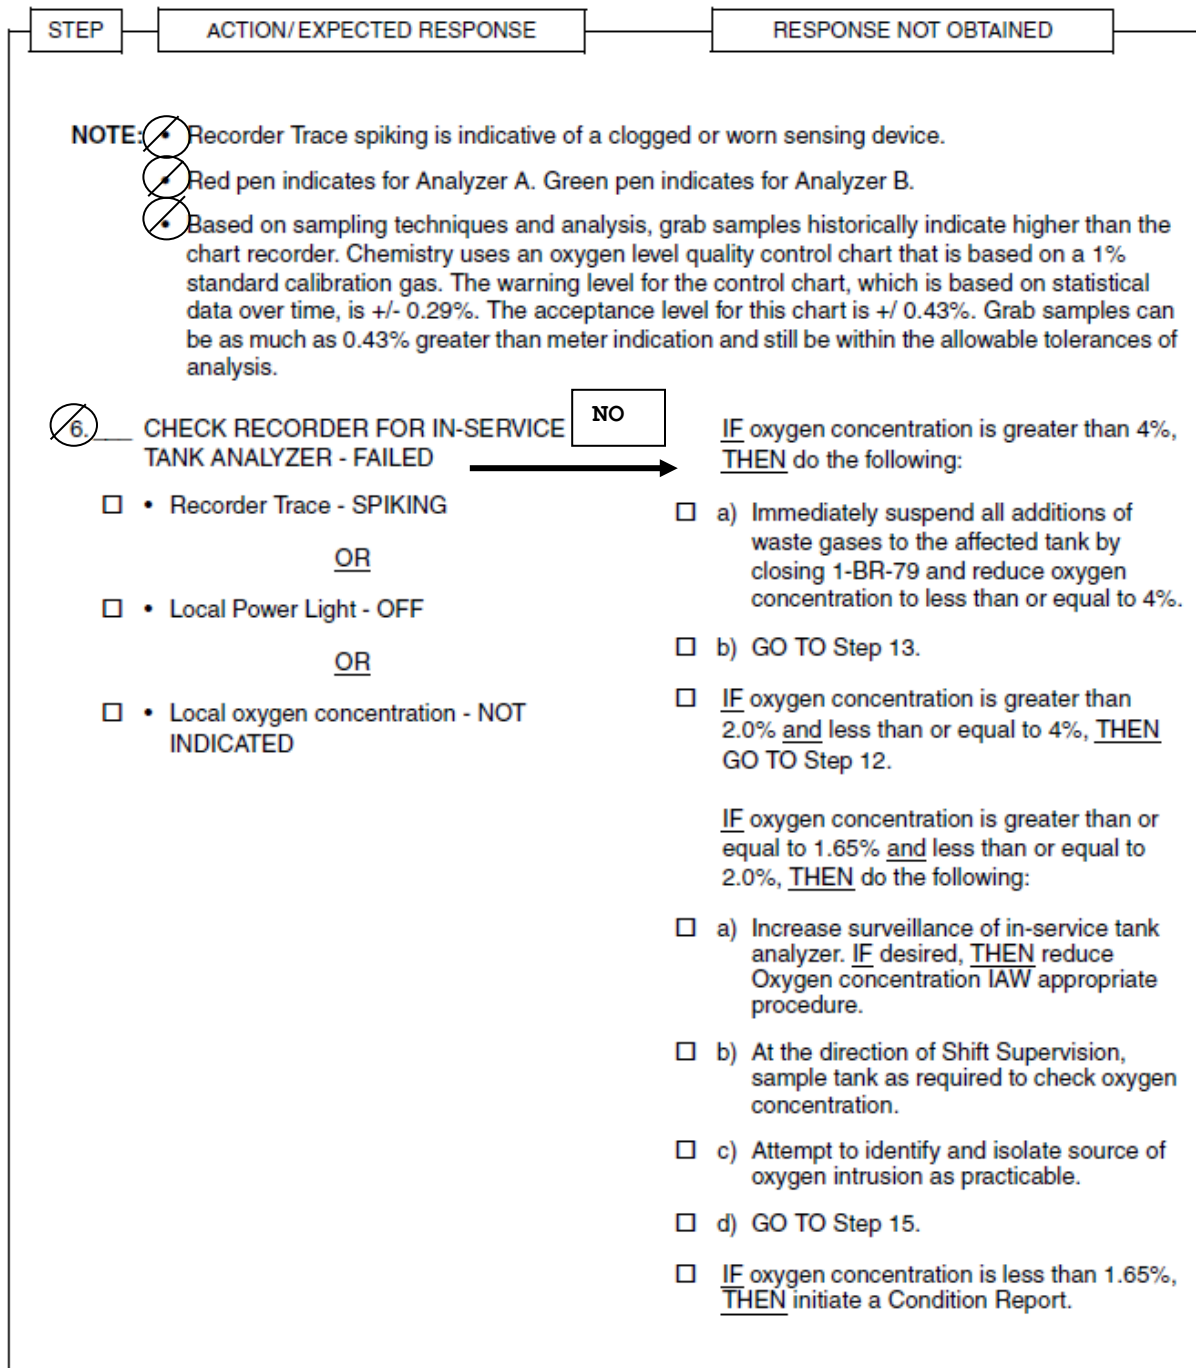 STEP
ACTION/EXPECTED RESPONSE
RESPONSE NOT OBTAINED
NOTE: • Recorder Trace spiking is indicative of a clogged or worn sensing device.
• Red pen indicates for Analyzer A. Green pen indicates for Analyzer B.
• Based on sampling techniques and analysis, grab samples historically indicate higher than the
chart recorder. Chemistry uses an oxygen level quality control chart that is based on a 1%
standard calibration gas. The warning level for the control chart, which is based on statistical
data over time, is +/- 0.29%. The acceptance level for this chart is +/ 0.43%. Grab samples can
be as much as 0.43% greater than meter indication and still be within the allowable tolerances of
analysis.
6.___ CHECK RECORDER FOR IN-SERVICE
TANK ANALYZER - FAILED
NO
☐ • Recorder Trace - SPIKING
OR
☐ • Local Power Light - OFF
OR
☐ • Local oxygen concentration - NOT
INDICATED
IF oxygen concentration is greater than 4%,
THEN do the following:
☐ a) Immediately suspend all additions of
waste gases to the affected tank by
closing 1-BR-79 and reduce oxygen
concentration to less than or equal to 4%.
☐ b) GO TO Step 13.
☐ IF oxygen concentration is greater than
2.0% and less than or equal to 4%, THEN
GO TO Step 12.
IF oxygen concentration is greater than or
equal to 1.65% and less than or equal to
2.0%, THEN do the following:
☐ a) Increase surveillance of in-service tank
analyzer. IF desired, THEN reduce
Oxygen concentration IAW appropriate
procedure.
☐ b) At the direction of Shift Supervision,
sample tank as required to check oxygen
concentration.
☐ c) Attempt to identify and isolate source of
oxygen intrusion as practicable.
☐ d) GO TO Step 15.
☐ IF oxygen concentration is less than 1.65%,
THEN initiate a Condition Report.